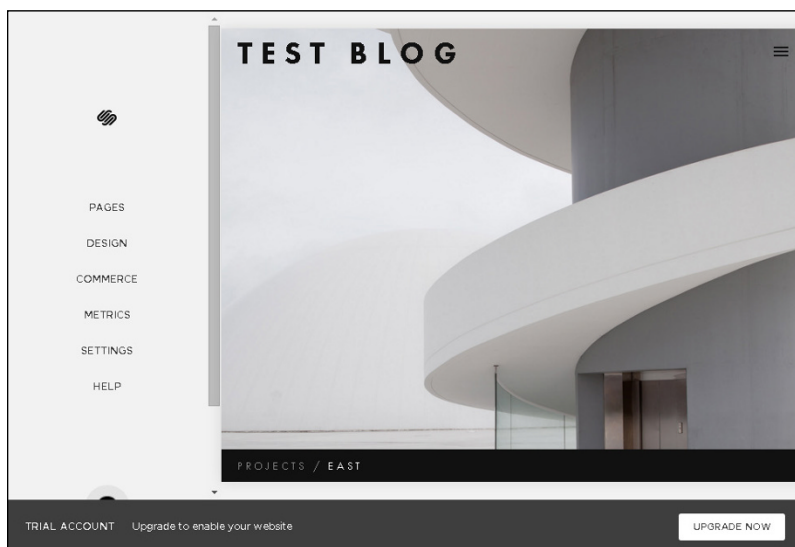 TEST BLOG
PAGES
DESIGN
COMMERCE
METRICS
SETTINGS
HELP
PROJECTS / EAST
TRIAL ACCOUNT Upgrade to enable your website
UPGRADE NOW